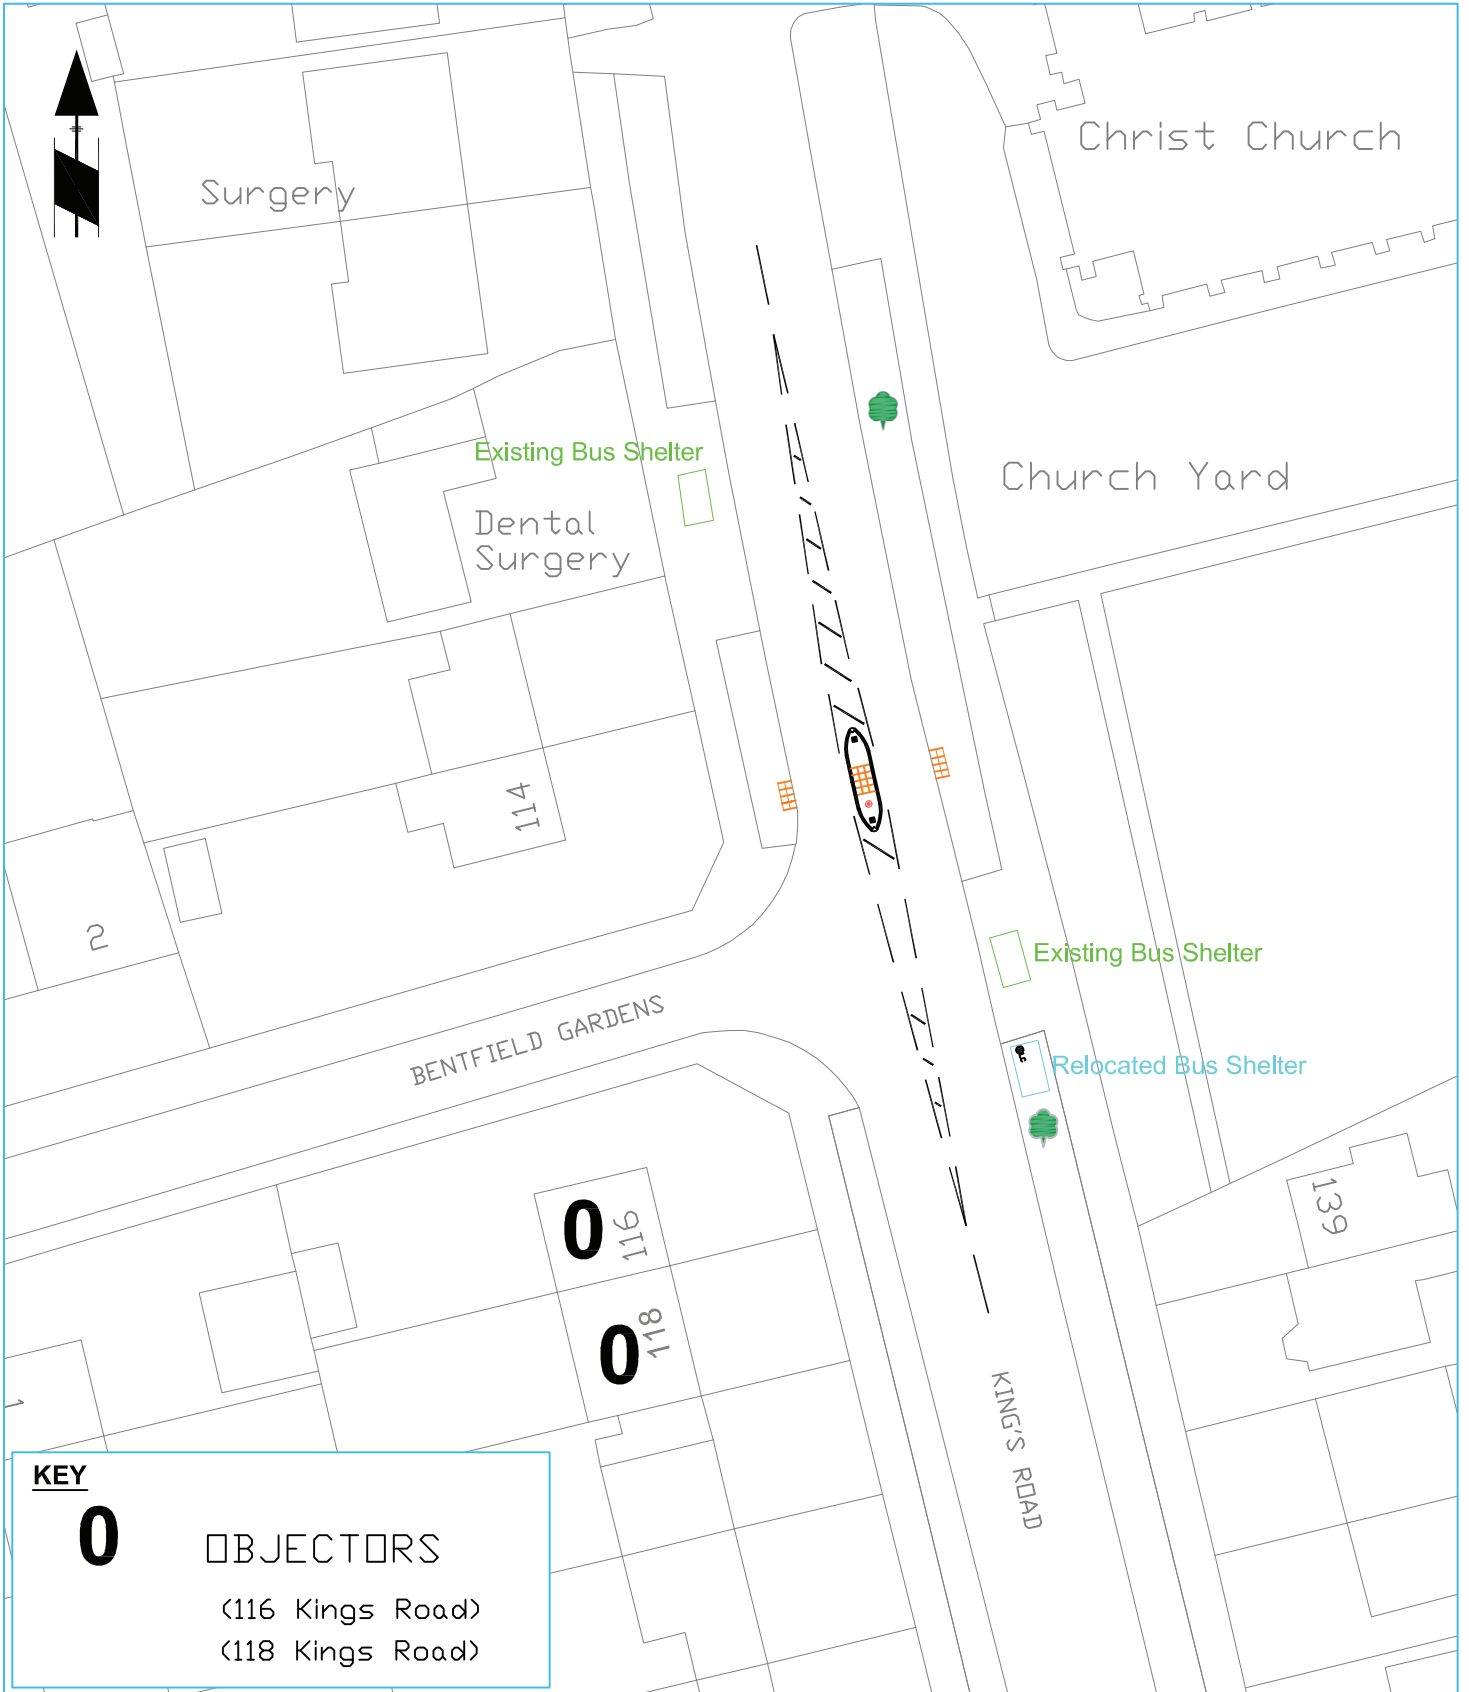 Christ Church
Surgery
Existing Bus Shelter
Church Yard
Dental
Surgery
114
2
Existing Bus Shelter
BENTFIELD GARDENS
Relocated Bus Shelter
139
0
116
0
118
KING'S ROAD
1
KEY
0
OBJECTORS
(116 Kings Road)
(118 Kings Road)